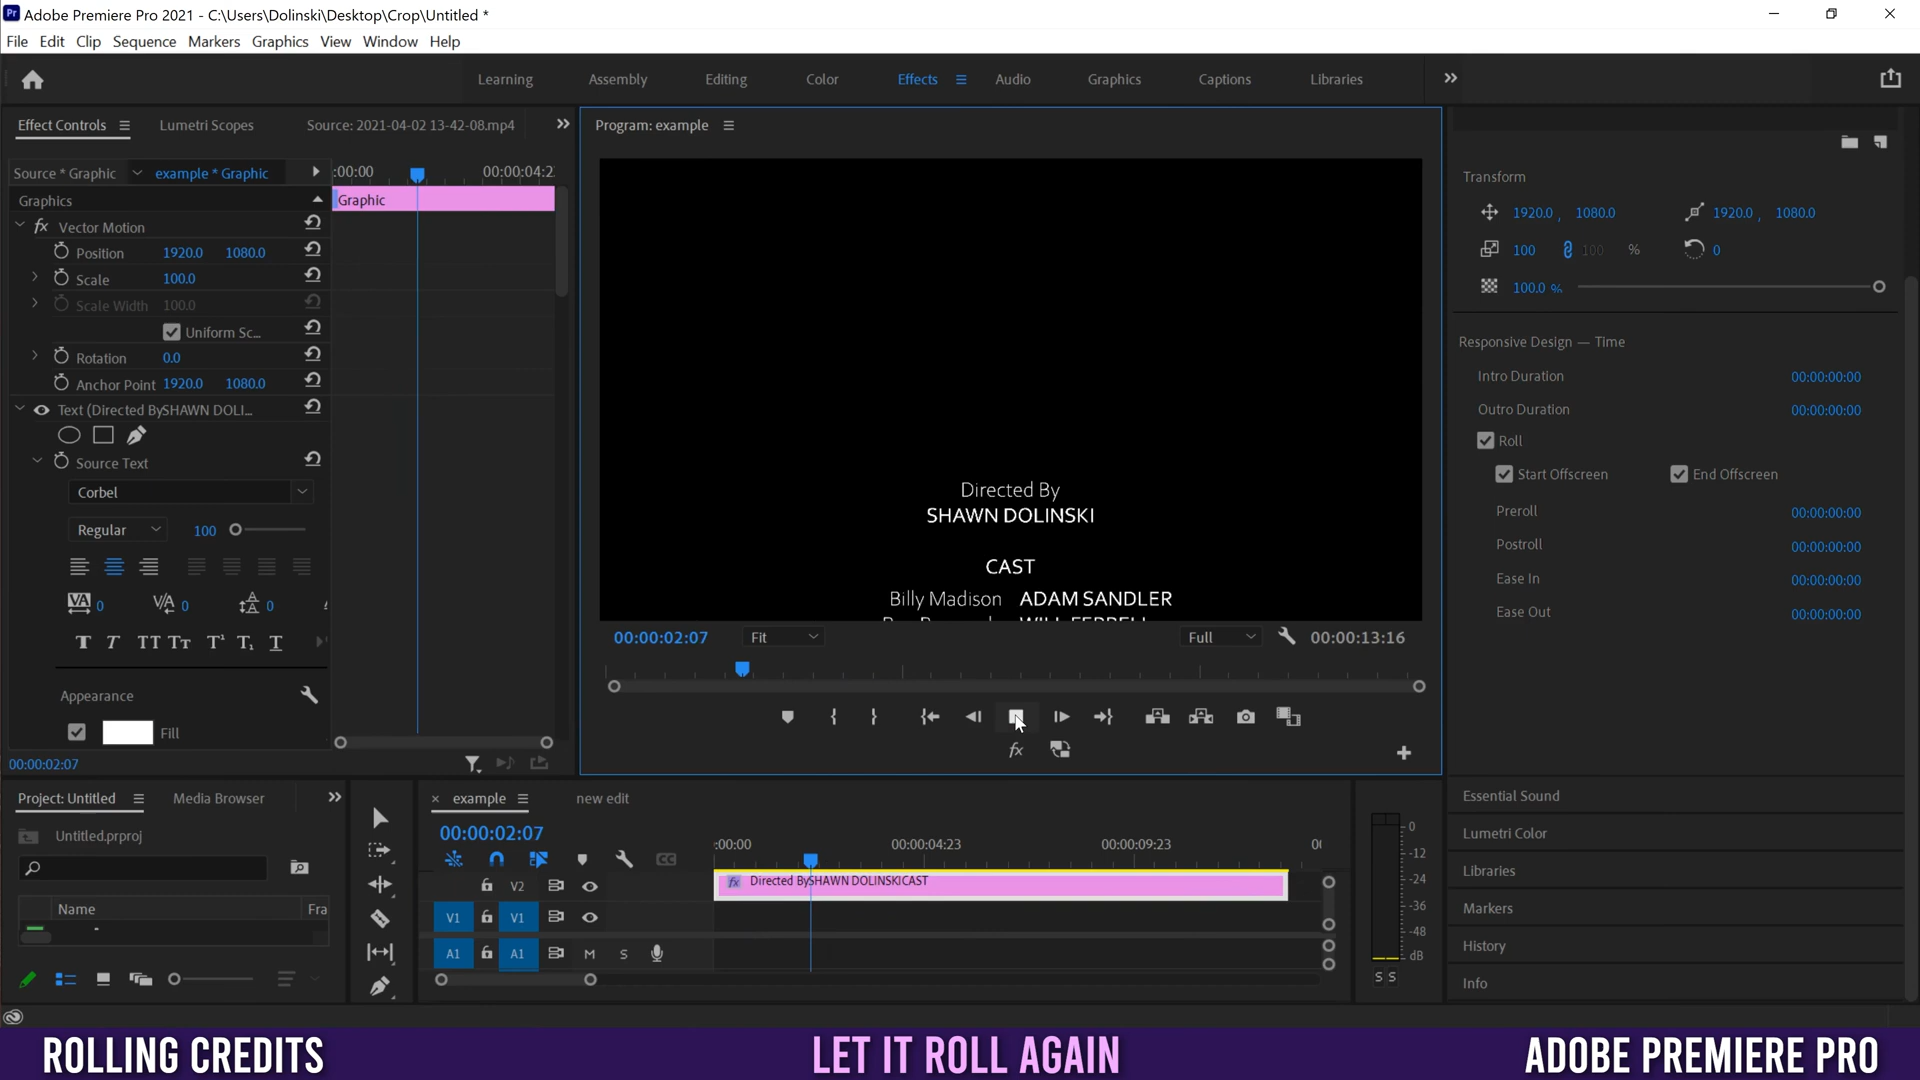 Adobe Premiere Pro 2021 - C:\Users\Dolinski\Desktop\Crop\Untitled *
File Edit Clip Sequence Markers Graphics View Window Help
Learning Assembly Editing Color Effects Audio Graphics Captions Libraries
Effect Controls Lumetri Scopes Source: 2021-04-02 13-42-08.mp4
Program: example
Source * Graphic example * Graphic :00:00 00:00:04:2
Graphics
Graphic
fx Vector Motion
Position 1920.0 1080.0
Scale 100.0
Scale Width 100.0
Uniform Sc...
Rotation 0.0
Anchor Point 1920.0 1080.0
Text (Directed BySHAWN DOLI...
Source Text
Corbel
Regular 100
0 0 0
Appearance
Fill
00:00:02:07
Directed By
SHAWN DOLINSKI
CAST
Billy Madison ADAM SANDLER
00:00:02:07 Fit Full 00:00:13:16
fx
Transform
1920.0 , 1080.0 1920.0 , 1080.0
100 100 % 0
100.0 %
Responsive Design — Time
Intro Duration 00:00:00:00
Outro Duration 00:00:00:00
Roll
Start Offscreen End Offscreen
Preroll 00:00:00:00
Postroll 00:00:00:00
Ease In 00:00:00:00
Ease Out 00:00:00:00
Essential Sound
Lumetri Color
Libraries
Markers
History
Info
Project: Untitled Media Browser
Untitled.prproj
Name Fra
example new edit
00:00:02:07
:00:00 00:00:04:23 00:00:09:23
V2 fx Directed BySHAWN DOLINSKICAST
V1 V1
A1 A1 M S
0
-12
-24
-36
-48
dB
S S
ROLLING CREDITS LET IT ROLL AGAIN ADOBE PREMIERE PRO